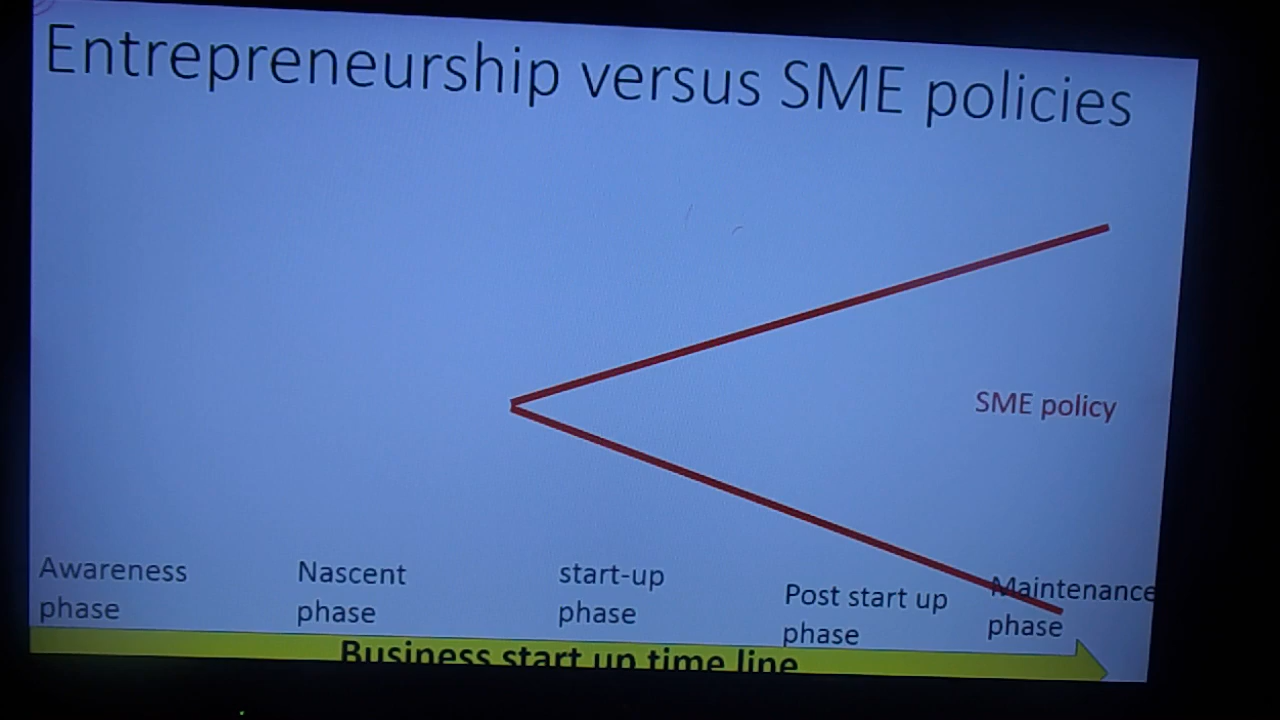 Entrepreneurship versus SME policies
SME policy
Awareness
phase
Nascent
phase
start-up
phase
Post start up
phase
Maintenance
phase
Business start up time line